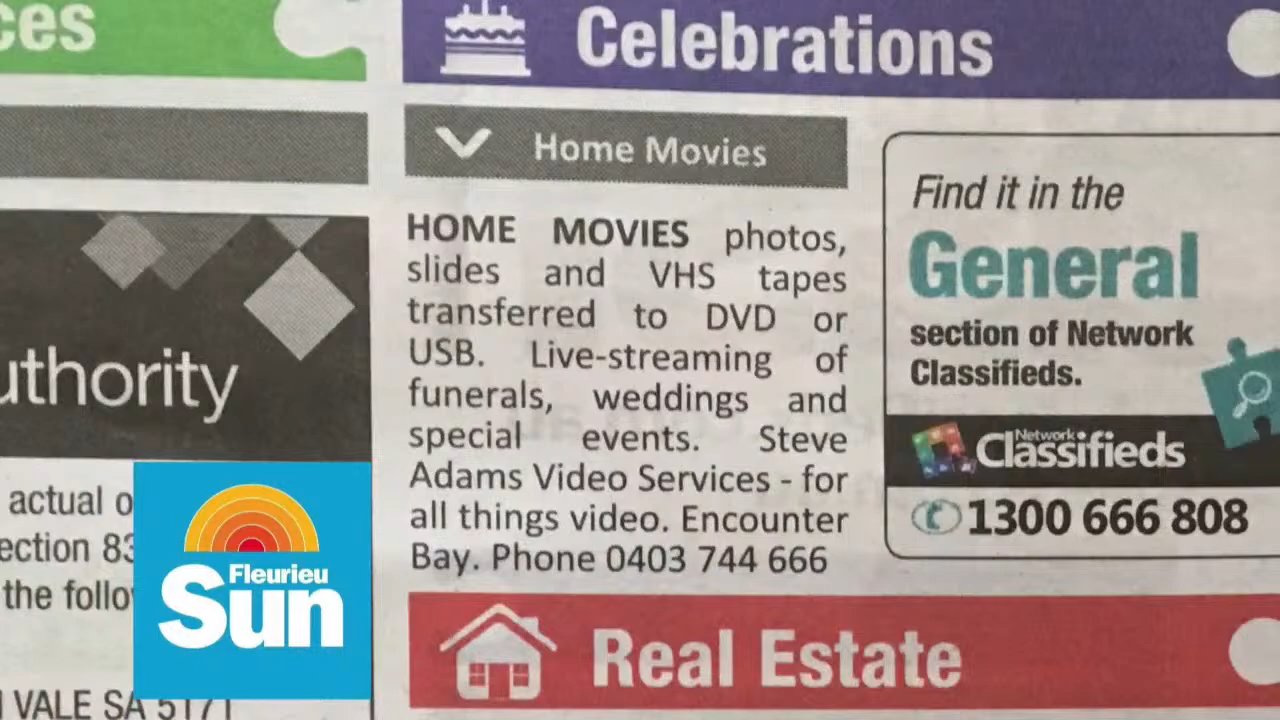 ces
Celebrations
Home Movies
HOME MOVIES photos,
slides and VHS tapes
transferred to DVD or
USB. Live-streaming of
funerals, weddings and
special events. Steve
Adams Video Services - for
all things video. Encounter
Bay. Phone 0403 744 666
Find it in the
General
section of Network
Classifieds.
Network
Classifieds
1300 666 808
uthority
actual o
ection 83
the follo
VALE SA 5171
Fleurieu
Sun
Real Estate